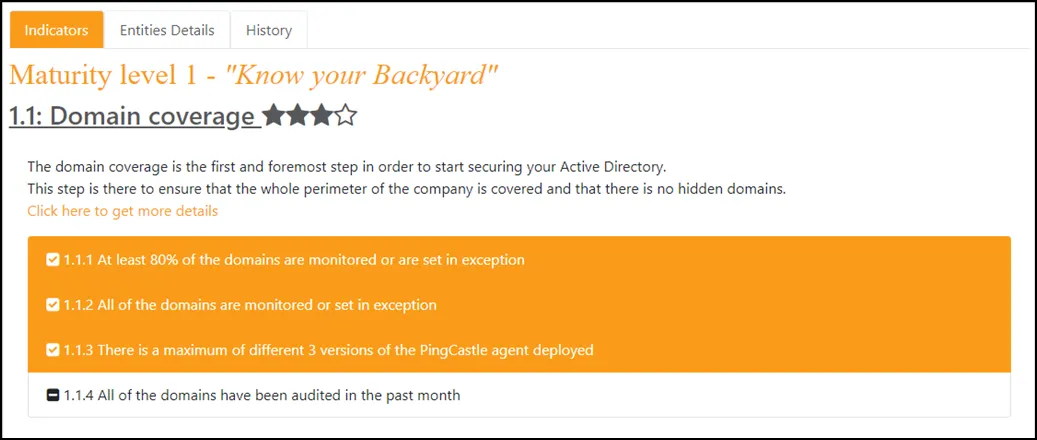 Indicators
Entities Details
History
Maturity level 1 - "Know your Backyard"
1.1: Domain coverage
The domain coverage is the first and foremost step in order to start securing your Active Directory.
This step is there to ensure that the whole perimeter of the company is covered and that there is no hidden domains.
Click here to get more details
1.1.1 At least 80% of the domains are monitored or are set in exception
1.1.2 All of the domains are monitored or set in exception
1.1.3 There is a maximum of different 3 versions of the PingCastle agent deployed
1.1.4 All of the domains have been audited in the past month